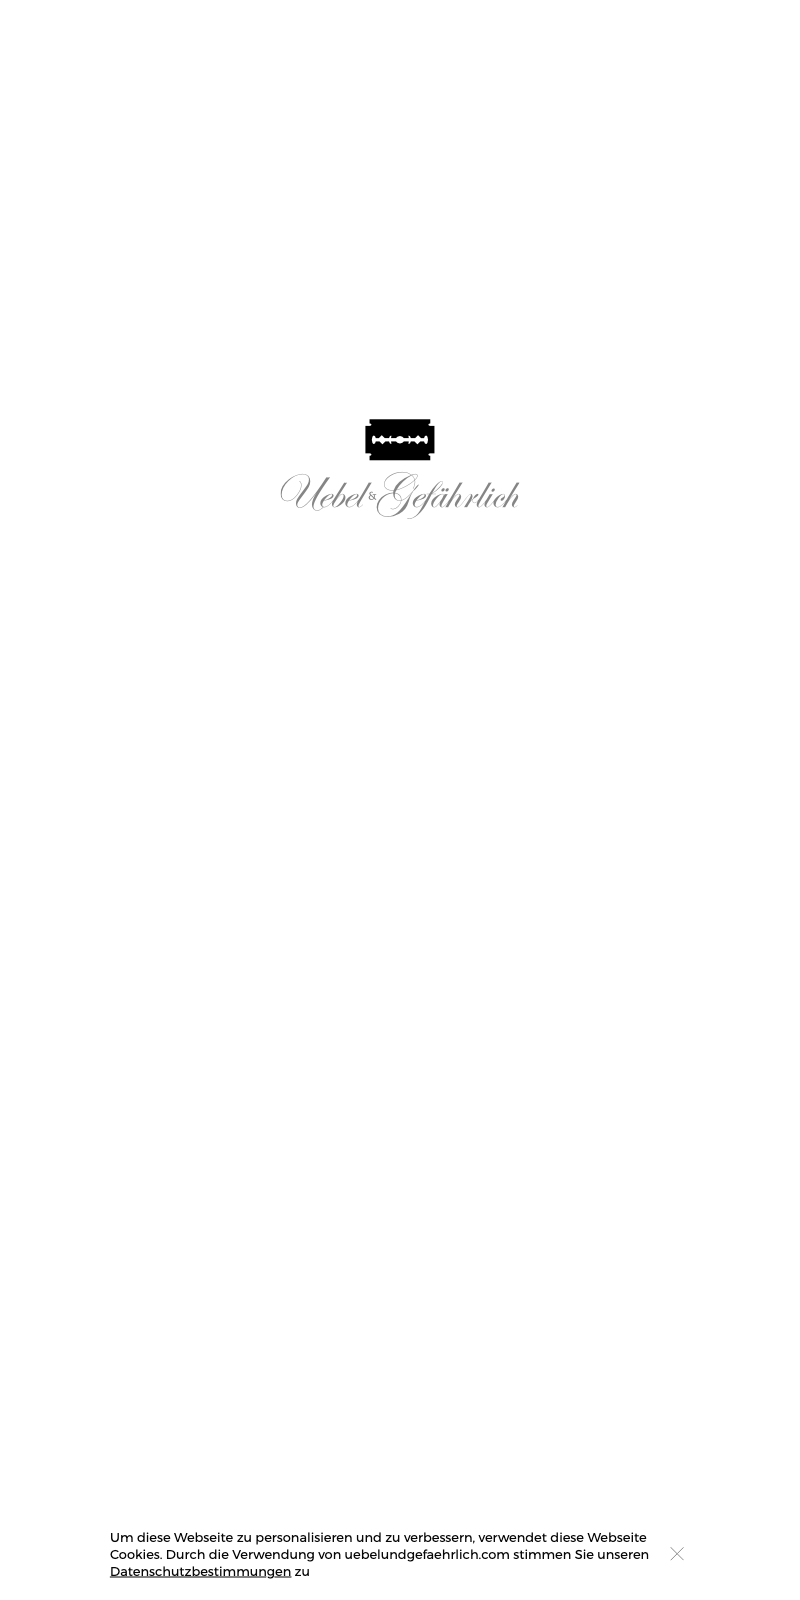 Uebel & Gefährlich
Um diese Webseite zu personalisieren und zu verbessern, verwendet diese Webseite
Cookies. Durch die Verwendung von uebelundgefaehrlich.com stimmen Sie unseren
Datenschutzbestimmungen zu